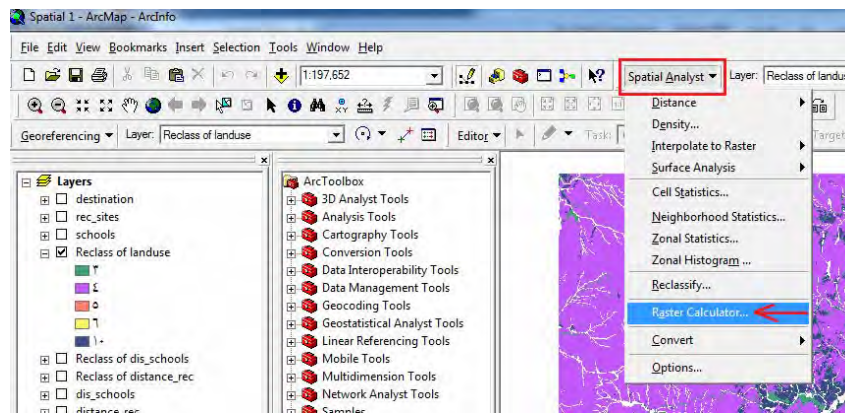 Spatial 1 - ArcMap - ArcInfo
File Edit View Bookmarks Insert Selection Tools Window Help
1:197,652
Spatial Analyst
Layer: Reclass of landus
Georeferencing
Layer: Reclass of landuse
Editor
Task:
Target
Layers
destination
rec_sites
schools
Reclass of landuse
٣
٤
٥
٦
١٠
Reclass of dis_schools
Reclass of distance_rec
dis_schools
distance_rec
ArcToolbox
3D Analyst Tools
Analysis Tools
Cartography Tools
Conversion Tools
Data Interoperability Tools
Data Management Tools
Geocoding Tools
Geostatistical Analyst Tools
Linear Referencing Tools
Mobile Tools
Multidimension Tools
Network Analyst Tools
Samples
Distance
Density...
Interpolate to Raster
Surface Analysis
Cell Statistics...
Neighborhood Statistics...
Zonal Statistics...
Zonal Histogram ...
Reclassify...
Raster Calculator...
Convert
Options...